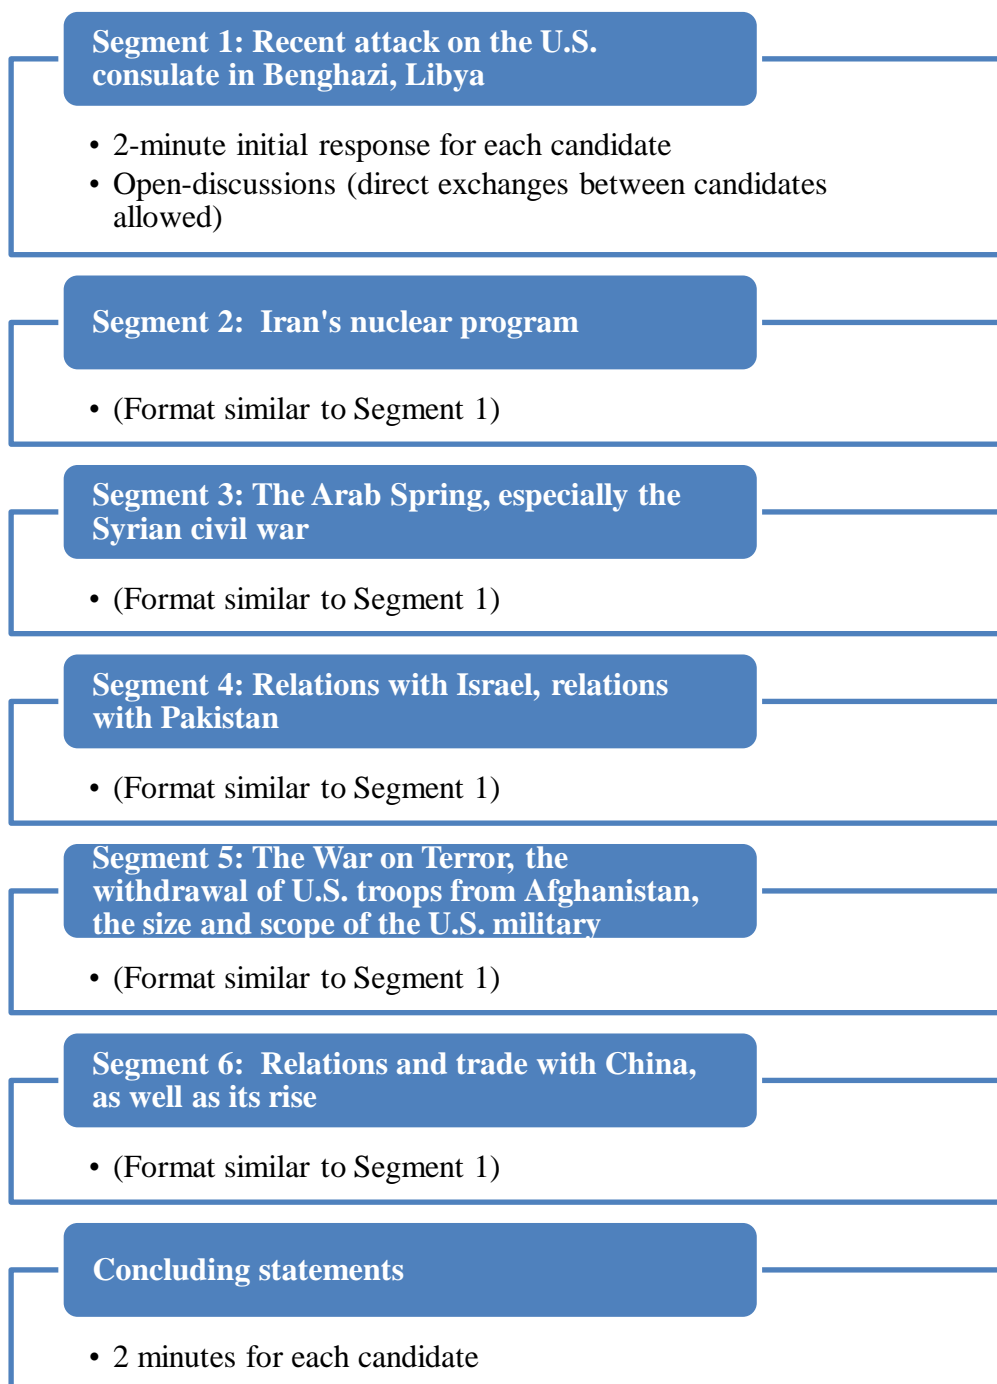 Segment 1: Recent attack on the U.S.
consulate in Benghazi, Libya
• 2-minute initial response for each candidate
• Open-discussions (direct exchanges between candidates
allowed)
Segment 2:  Iran's nuclear program
• (Format similar to Segment 1)
Segment 3: The Arab Spring, especially the
Syrian civil war
• (Format similar to Segment 1)
Segment 4: Relations with Israel, relations
with Pakistan
• (Format similar to Segment 1)
Segment 5: The War on Terror, the
withdrawal of U.S. troops from Afghanistan,
the size and scope of the U.S. military
• (Format similar to Segment 1)
Segment 6:  Relations and trade with China,
as well as its rise
• (Format similar to Segment 1)
Concluding statements
• 2 minutes for each candidate